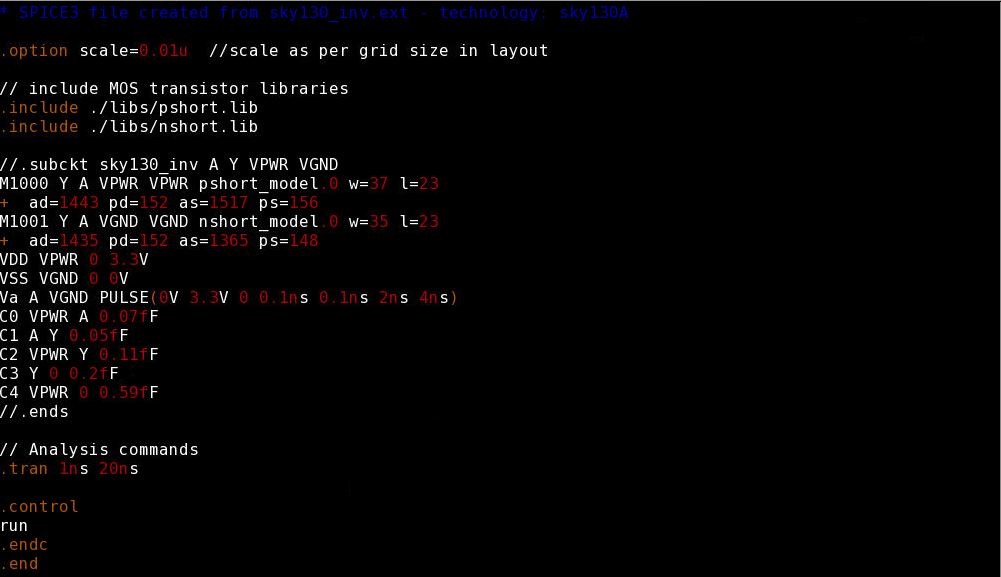 * SPICE3 file created from sky130_inv.ext - technology: sky130A
.option scale=0.01u  //scale as per grid size in layout
// include MOS transistor libraries
.include ./libs/pshort.lib
.include ./libs/nshort.lib
//.subckt sky130_inv A Y VPWR VGND
M1000 Y A VPWR VPWR pshort_model.0 w=37 l=23
+  ad=1443 pd=152 as=1517 ps=156
M1001 Y A VGND VGND nshort_model.0 w=35 l=23
+  ad=1435 pd=152 as=1365 ps=148
VDD VPWR 0 3.3V
VSS VGND 0 0V
Va A VGND PULSE(0V 3.3V 0 0.1ns 0.1ns 2ns 4ns)
C0 VPWR A 0.07fF
C1 A Y 0.05fF
C2 VPWR Y 0.11fF
C3 Y 0 0.2fF
C4 VPWR 0 0.59fF
//.ends
// Analysis commands
.tran 1ns 20ns
.control
run
.endc
.end